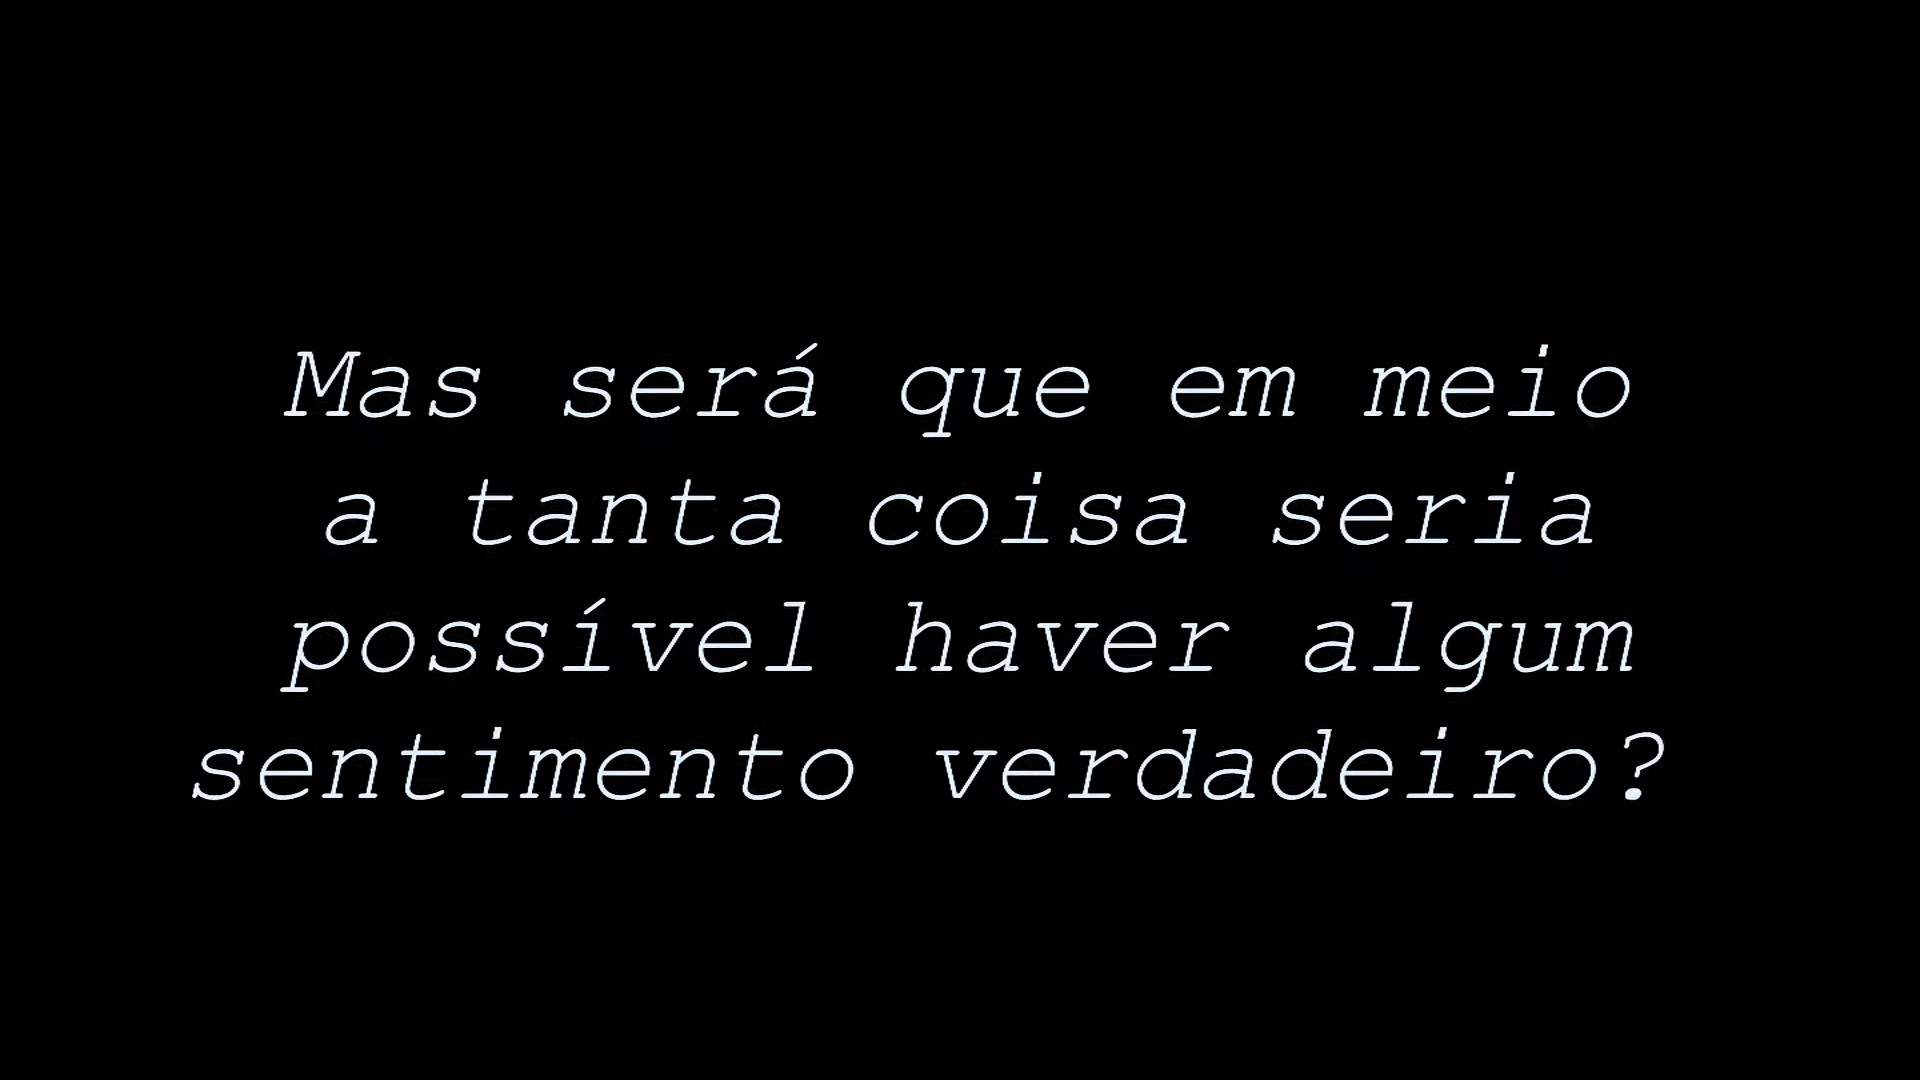 Mas será que em meio
a tanta coisa seria
possível haver algum
sentimento verdadeiro?